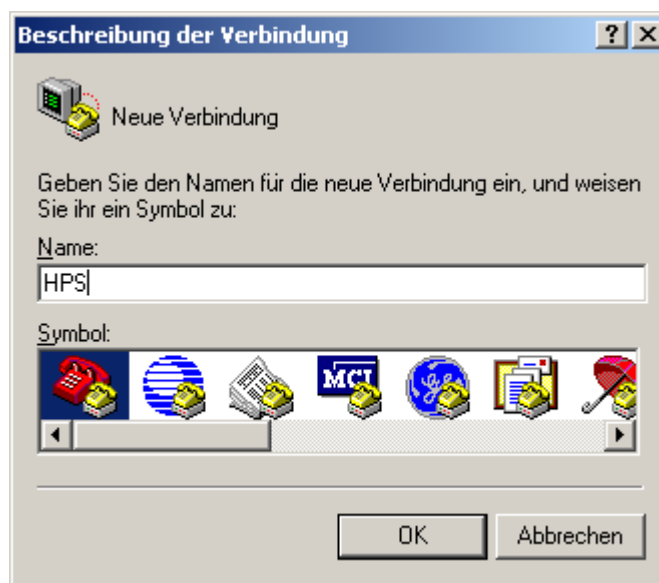 Beschreibung der Verbindung
Neue Verbindung
Geben Sie den Namen für die neue Verbindung ein, und weisen
Sie ihr ein Symbol zu:
Name:
HPS
Symbol:
MCI
OK Abbrechen